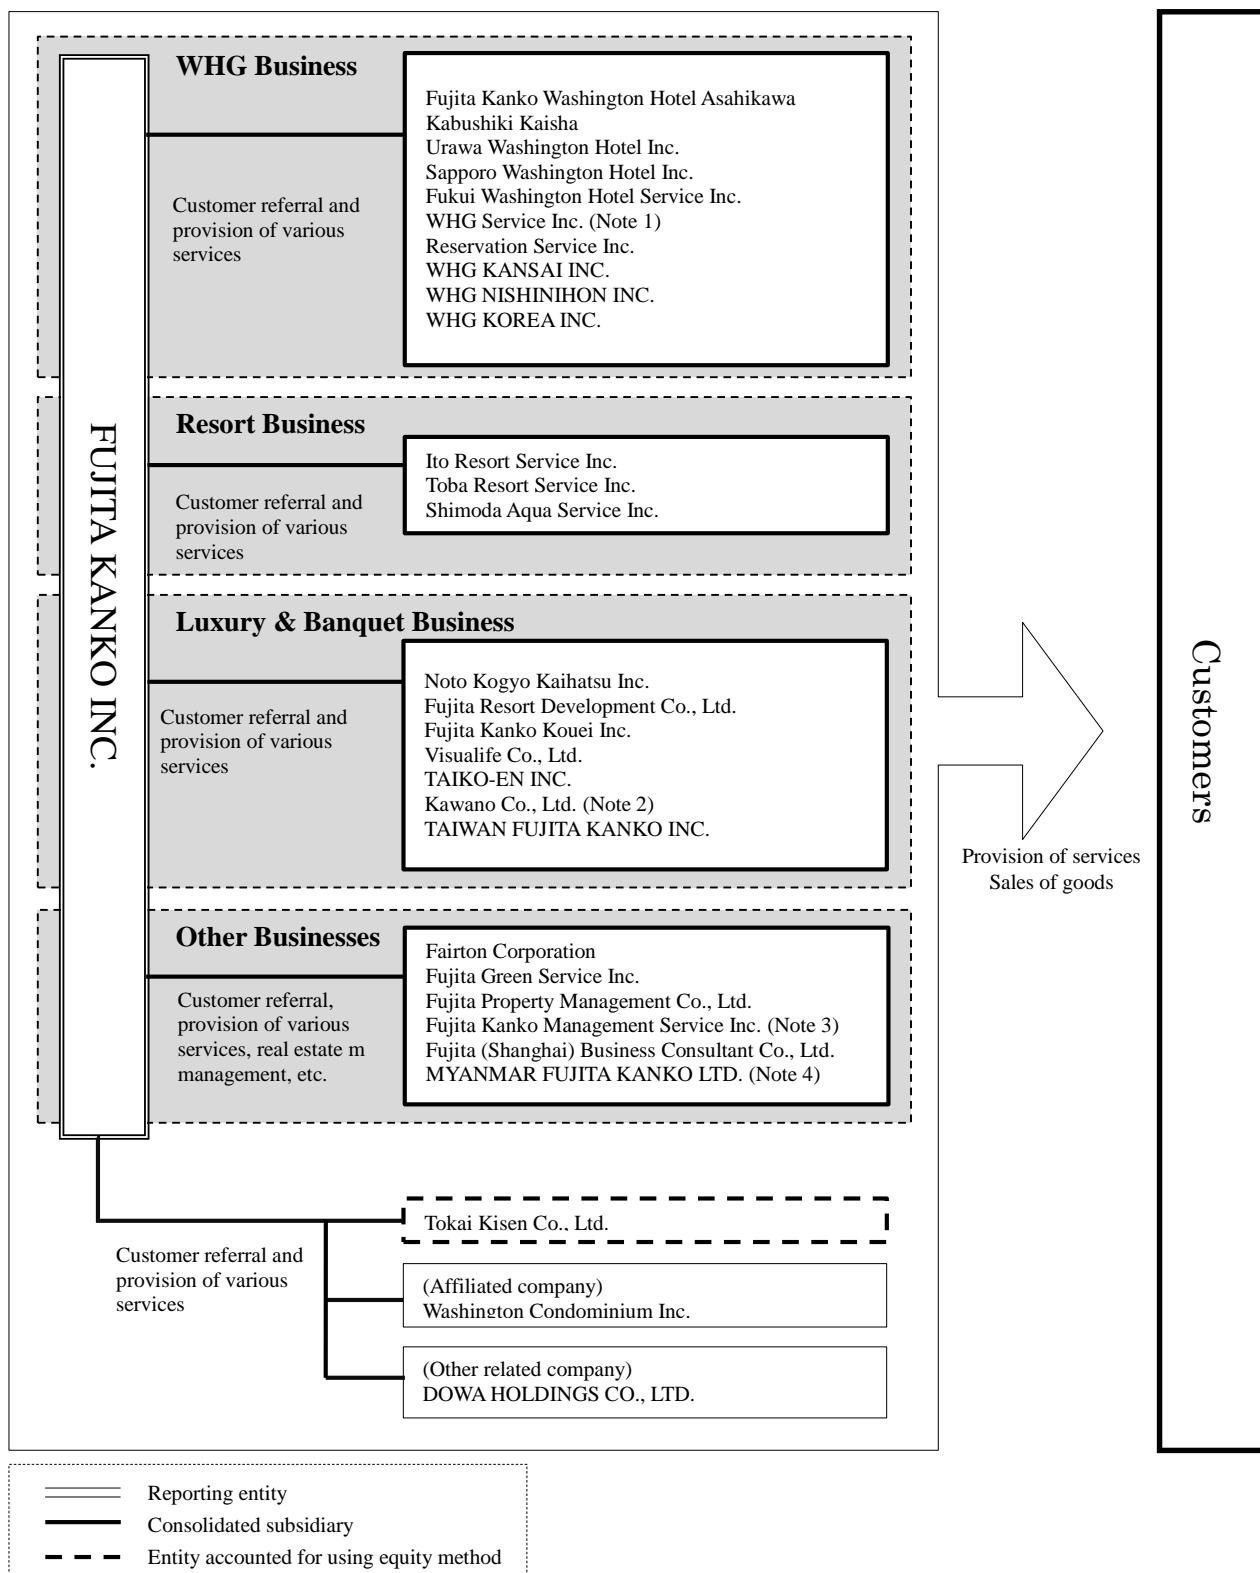 FUJITA KANKO INC.
WHG Business
Customer referral and
provision of various
services
Fujita Kanko Washington Hotel Asahikawa
Kabushiki Kaisha
Urawa Washington Hotel Inc.
Sapporo Washington Hotel Inc.
Fukui Washington Hotel Service Inc.
WHG Service Inc. (Note 1)
Reservation Service Inc.
WHG KANSAI INC.
WHG NISHINIHON INC.
WHG KOREA INC.
Resort Business
Customer referral and
provision of various
services
Ito Resort Service Inc.
Toba Resort Service Inc.
Shimoda Aqua Service Inc.
Luxury & Banquet Business
Customer referral and
provision of various
services
Noto Kogyo Kaihatsu Inc.
Fujita Resort Development Co., Ltd.
Fujita Kanko Kouei Inc.
Visualife Co., Ltd.
TAIKO-EN INC.
Kawano Co., Ltd. (Note 2)
TAIWAN FUJITA KANKO INC.
Other Businesses
Customer referral,
provision of various
services, real estate m
management, etc.
Fairton Corporation
Fujita Green Service Inc.
Fujita Property Management Co., Ltd.
Fujita Kanko Management Service Inc. (Note 3)
Fujita (Shanghai) Business Consultant Co., Ltd.
MYANMAR FUJITA KANKO LTD. (Note 4)
Customer referral and
provision of various
services
Tokai Kisen Co., Ltd.
(Affiliated company)
Washington Condominium Inc.
(Other related company)
DOWA HOLDINGS CO., LTD.
Provision of services
Sales of goods
Customers
Reporting entity
Consolidated subsidiary
Entity accounted for using equity method